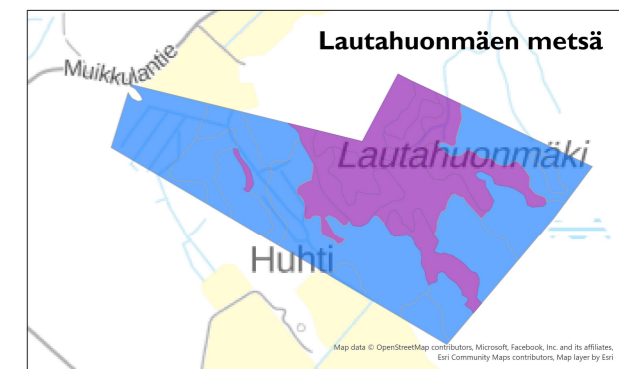 Lautahuonmäen metsä
Muikkulantie
Lautahuonmäki
Huhti
Map data © OpenStreetMap contributors, Microsoft, Facebook, Inc. and its affiliates,
Esri Community Maps contributors, Map layer by Esri